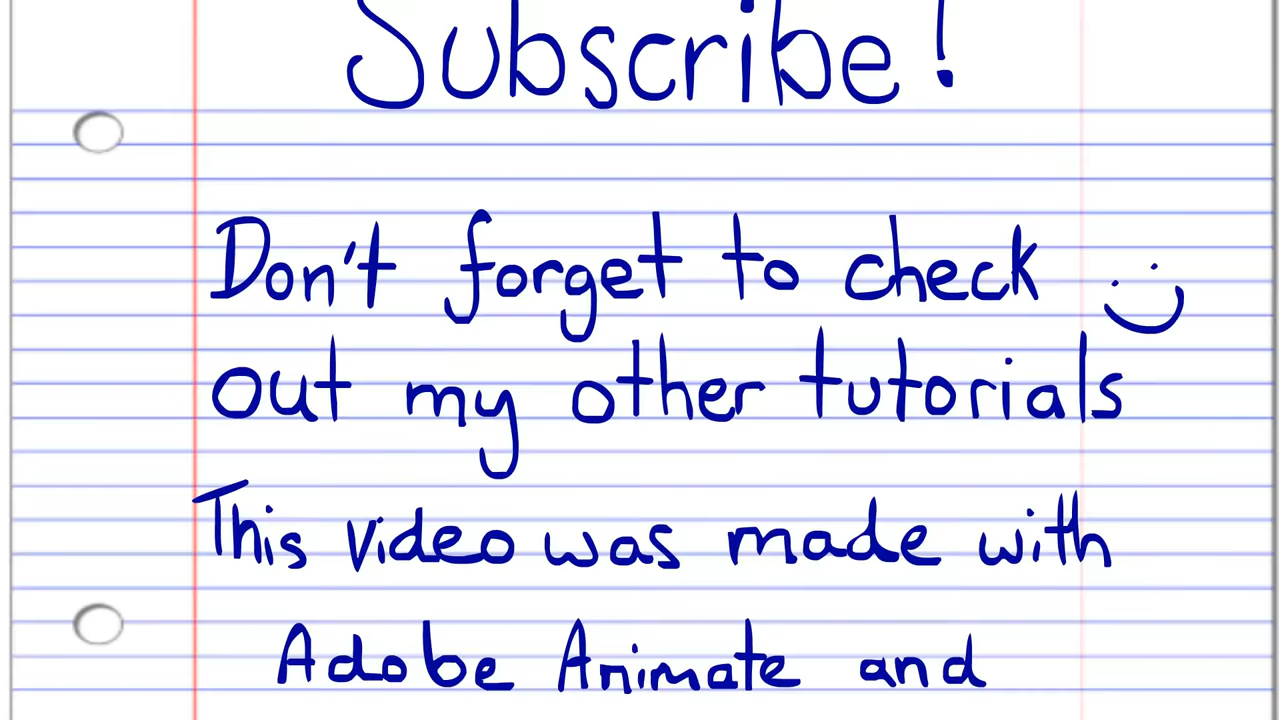 Subscribe!
Don't forget to check :)
out my other tutorials
This video was made with
Adobe Animate and